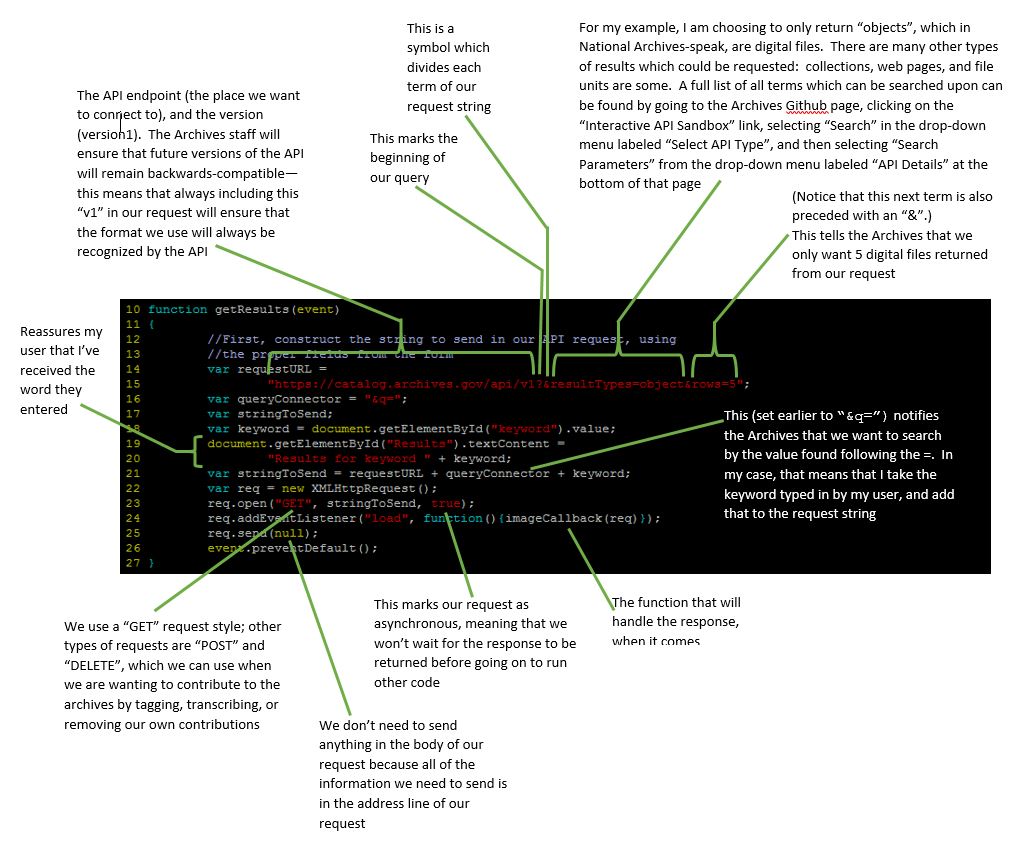 This is a
symbol which
divides each
term of our
request string
For my example, I am choosing to only return “objects”, which in
National Archives-speak, are digital files.  There are many other types
of results which could be requested:  collections, web pages, and file
units are some.  A full list of all terms which can be searched upon can
be found by going to the Archives Github page, clicking on the
“Interactive API Sandbox” link, selecting “Search” in the drop-down
menu labeled “Select API Type”, and then selecting “Search
Parameters” from the drop-down menu labeled “API Details” at the
bottom of that page
The API endpoint (the place we want
to connect to), and the version
(version1).  The Archives staff will
ensure that future versions of the API
will remain backwards-compatible—
this means that always including this
“v1” in our request will ensure that
the format we use will always be
recognized by the API
This marks the
beginning of
our query
(Notice that this next term is also
preceded with an “&”.)
This tells the Archives that we
only want 5 digital files returned
from our request
Reassures my
user that I’ve
received the
word they
entered
10 function getResults(event)
11 {
12 //First, construct the string to send in our API request, using
13 //the proper fields from the form
14 var requestURL =
15 "https://catalog.archives.gov/api/v1?&resultTypes=object&rows=5";
16 var queryConnector = "&q=";
17 var stringToSend;
18 var keyword = document.getElementById("keyword").value;
19 document.getElementById("Results").textContent =
20 "Results for keyword " + keyword;
21 var stringToSend = requestURL + queryConnector + keyword;
22 var req = new XMLHttpRequest();
23 req.open("GET", stringToSend, true);
24 req.addEventListener("load", function(){imageCallback(req)});
25 req.send(null);
26 event.preventDefault();
27 }
This (set earlier to “&q=”) notifies
the Archives that we want to search
by the value found following the =.  In
my case, that means that I take the
keyword typed in by my user, and add
that to the request string
We use a “GET” request style; other
types of requests are “POST” and
“DELETE”, which we can use when
we are wanting to contribute to the
archives by tagging, transcribing, or
removing our own contributions
This marks our request as
asynchronous, meaning that we
won’t wait for the response to be
returned before going on to run
other code
The function that will
handle the response,
when it comes
We don’t need to send
anything in the body of our
request because all of the
information we need to send is
in the address line of our
request